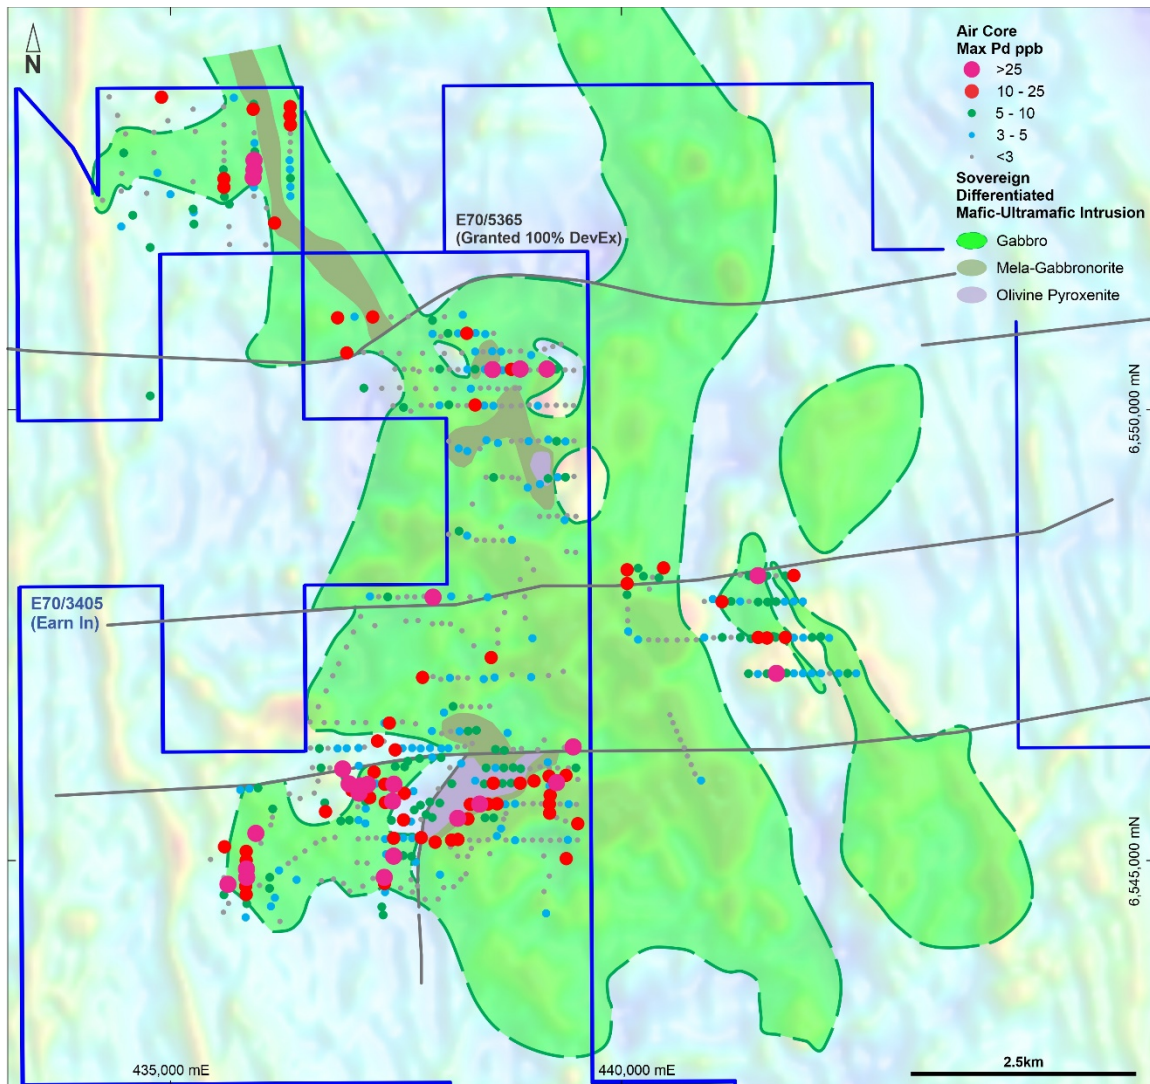 N
Air Core
Max Pd ppb
>25
10 - 25
5 - 10
3 - 5
<3
Sovereign
Differentiated
Mafic-Ultramafic Intrusion
Gabbro
Mela-Gabbronorite
Olivine Pyroxenite
E70/5365
(Granted 100% DevEx)
6,550,000 mN
E70/3405
(Earn In)
6,545,000 mN
435,000 mE
440,000 mE
2.5km